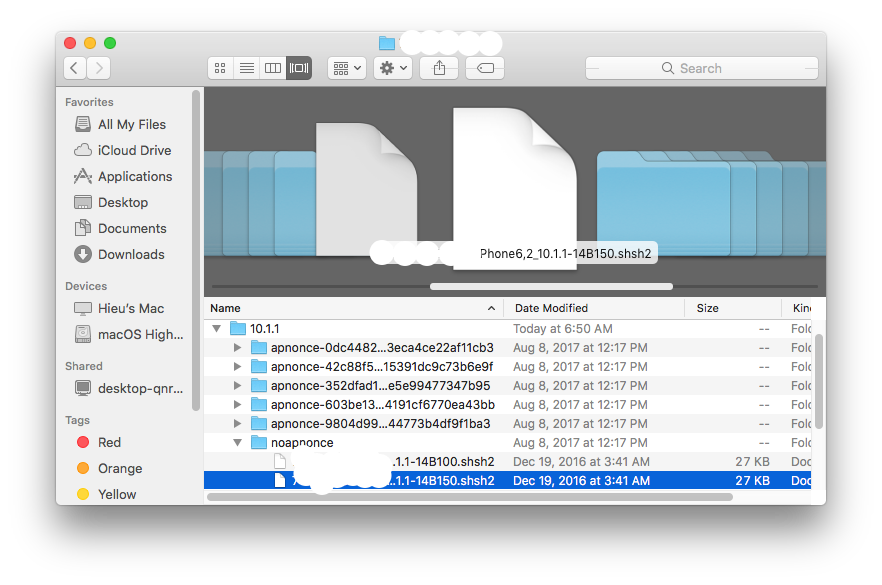 Search
Favorites
All My Files
iCloud Drive
Applications
Desktop
Documents
Downloads
Devices
Hieu's Mac
macOS High...
Shared
desktop-qnr...
Tags
Red
Orange
Yellow
Phone6,2_10.1.1-14B150.shsh2
Name Date Modified Size Kin
10.1.1 Today at 6:50 AM -- Fold
apnonce-0dc4482...3eca4ce22af11cb3 Aug 8, 2017 at 12:17 PM -- Fold
apnonce-42c88f5...15391dc9c73b6e9f Aug 8, 2017 at 12:17 PM -- Fold
apnonce-352dfad1...e5e99477347b95 Aug 8, 2017 at 12:17 PM -- Fold
apnonce-603be13...4191cf6770ea43bb Aug 8, 2017 at 12:17 PM -- Fold
apnonce-9804d99...44773b4df9f1ba3 Aug 8, 2017 at 12:17 PM -- Fold
noapnonce Aug 8, 2017 at 12:17 PM -- Fold
.1.1-14B100.shsh2 Dec 19, 2016 at 3:41 AM 27 KB Doc
.1.1-14B150.shsh2 Dec 19, 2016 at 3:41 AM 27 KB Doc